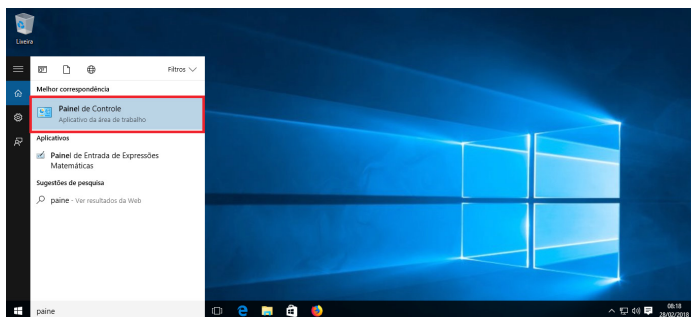 Lixeira
Filtros
Melhor correspondência
Painel de Controle
Aplicativo da área de trabalho
Aplicativos
Painel de Entrada de Expressões
Matemáticas
Sugestões de pesquisa
paine - Ver resultados da Web
paine
08:18
28/02/2018